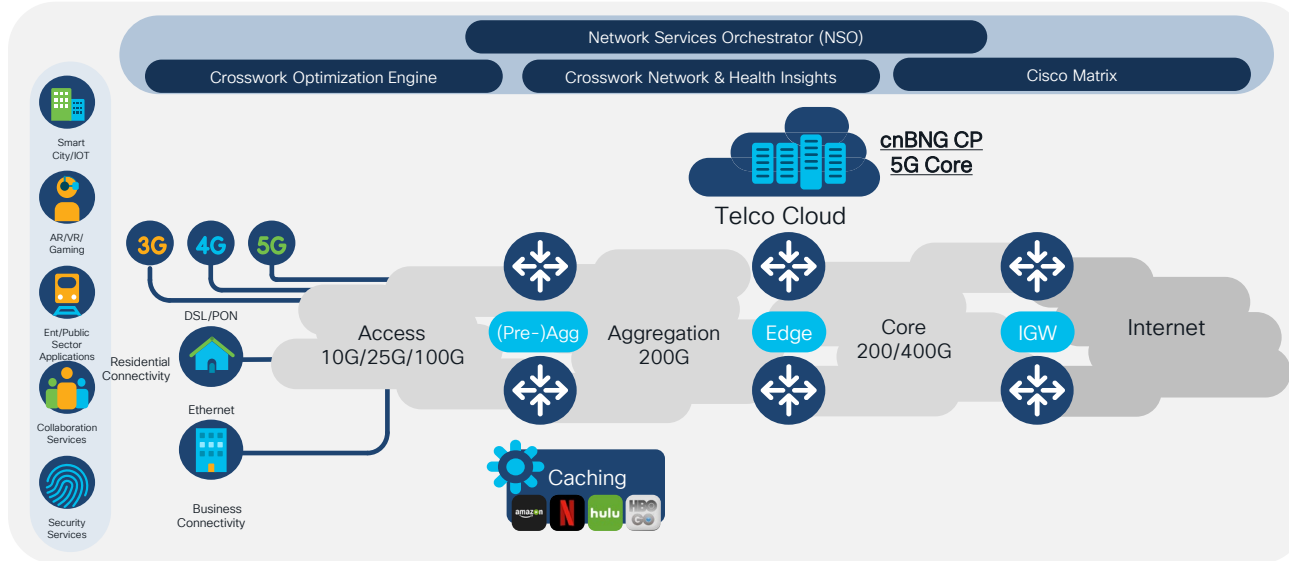 Network Services Orchestrator (NSO)
Crosswork Optimization Engine
Crosswork Network & Health Insights
Cisco Matrix
Smart
City/IOT
AR/VR/
Gaming
Ent/Public
Sector
Applications
Collaboration
Services
Security
Services
cnBNG CP
5G Core
Telco Cloud
3G
4G
5G
DSL/PON
Residential
Connectivity
Ethernet
Business
Connectivity
Access
10G/25G/100G
(Pre-)Agg
Aggregation
200G
Edge
Core
200/400G
IGW
Internet
Caching
amazon
N
hulu
HBO
GO